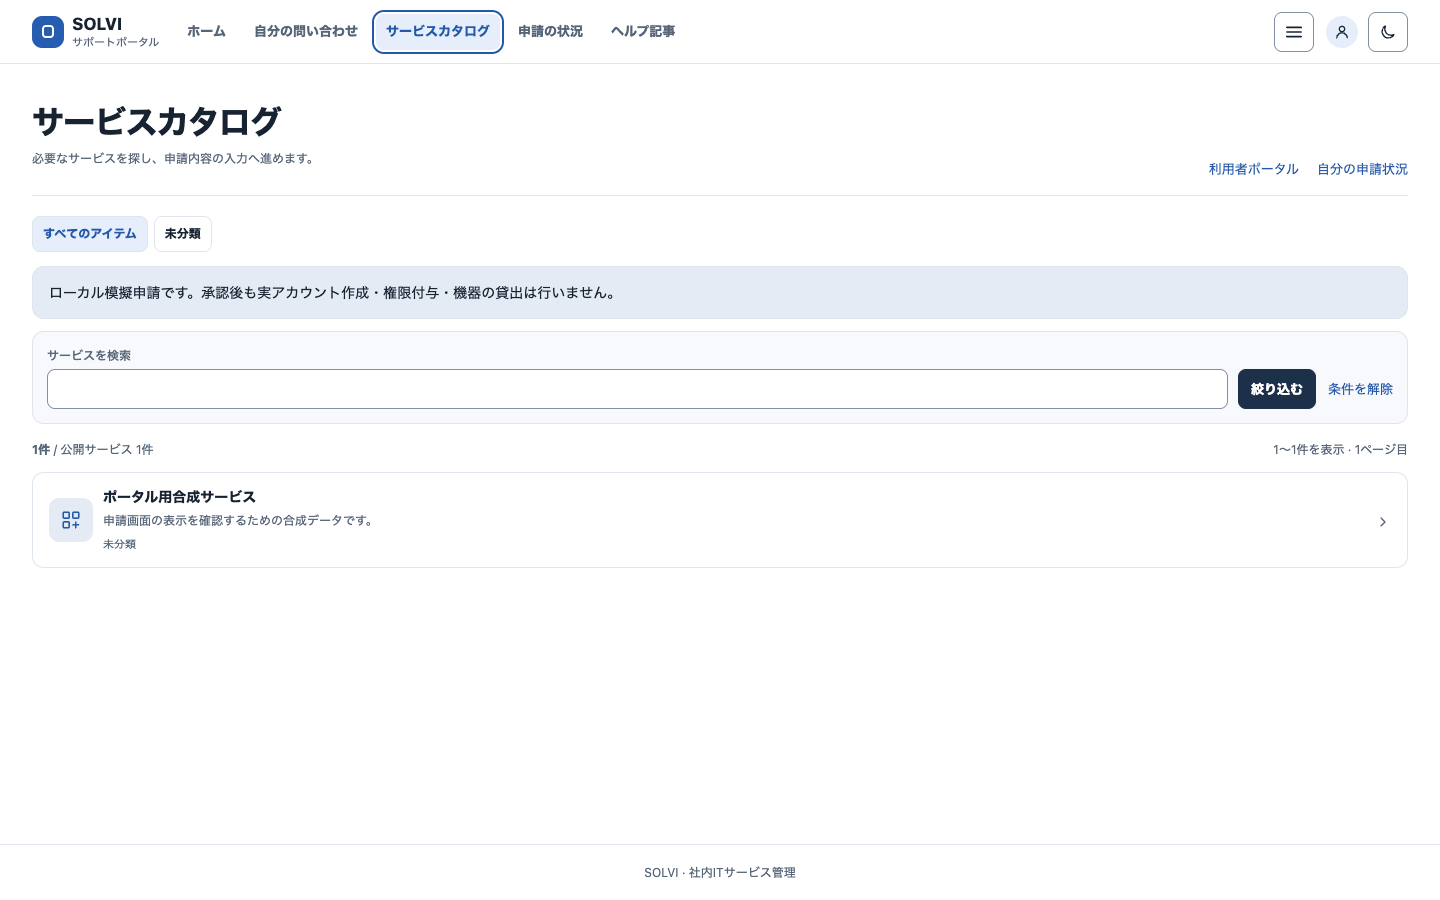 SOLVI
サポートポータル
ホーム
自分の問い合わせ
サービスカタログ
申請の状況
ヘルプ記事
サービスカタログ
必要なサービスを探し、申請内容の入力へ進めます。
利用者ポータル
自分の申請状況
すべてのアイテム
未分類
ローカル模擬申請です。承認後も実アカウント作成・権限付与・機器の貸出は行いません。
サービスを検索
絞り込む
条件を解除
1件 / 公開サービス 1件
1〜1件を表示 · 1ページ目
ポータル用合成サービス
申請画面の表示を確認するための合成データです。
未分類
SOLVI · 社内ITサービス管理